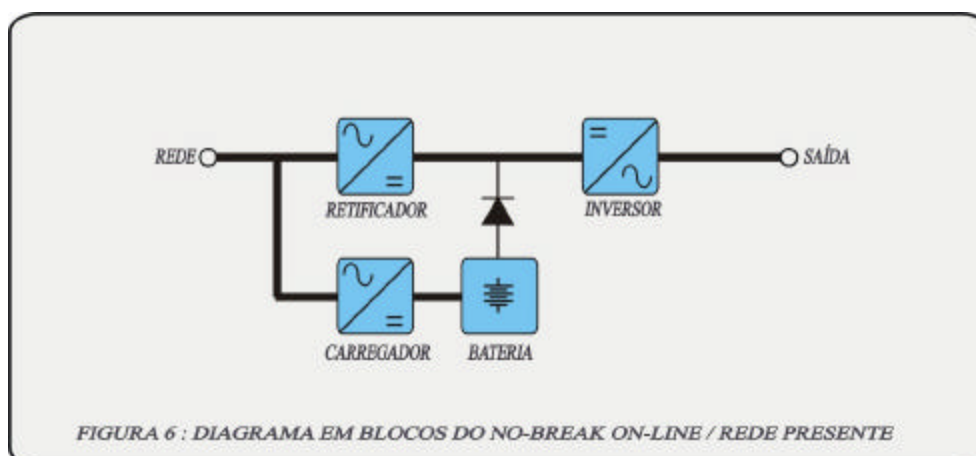 REDE
SAÍDA
RETIFICADOR
INVERSOR
CARREGADOR
BATERIA
FIGURA 6 : DIAGRAMA EM BLOCOS DO NO-BREAK ON-LINE / REDE PRESENTE